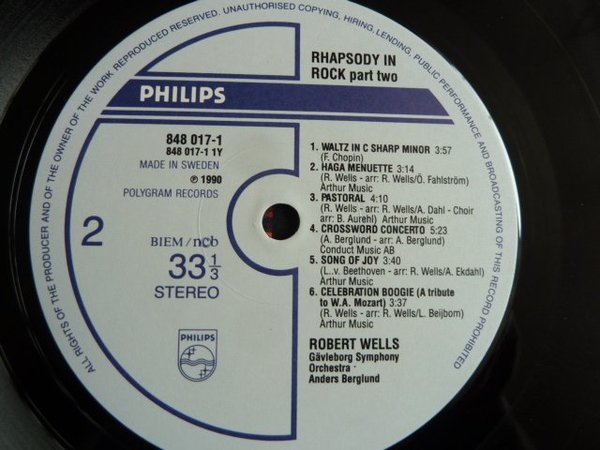 ALL RIGHTS OF THE PRODUCER AND OF THE OWNER OF THE WORK REPRODUCED RESERVED. UNAUTHORISED COPYING, HIRING, LENDING, PUBLIC PERFORMANCE AND BROADCASTING OF THIS RECORD PROHIBITED
RHAPSODY IN
ROCK part two
PHILIPS
848 017-1
848 017-1 1Y
MADE IN SWEDEN
℗ 1990
POLYGRAM RECORDS
2
BIEM/ncb
33 1/3
STEREO
PHILIPS
1. WALTZ IN C SHARP MINOR 3:57
(F. Chopin)
2. HAGA MENUETTE 3:14
(R. Wells - arr: R. Wells/Ö. Fahlström)
Arthur Music
3. PASTORAL 4:10
(R. Wells - arr: R. Wells/A. Dahl - Choir
arr: B. Aurehl) Arthur Music
4. CROSSWORD CONCERTO 5:23
(A. Berglund - arr: A. Berglund)
Conduct Music AB
5. SONG OF JOY 3:40
(L.v. Beethoven - arr: R. Wells/A. Ekdahl)
Arthur Music
6. CELEBRATION BOOGIE (A tribute
to W.A. Mozart) 3:37
(R. Wells - arr: R. Wells/L. Beijbom)
Arthur Music
ROBERT WELLS
Gävleborg Symphony
Orchestra
Anders Berglund